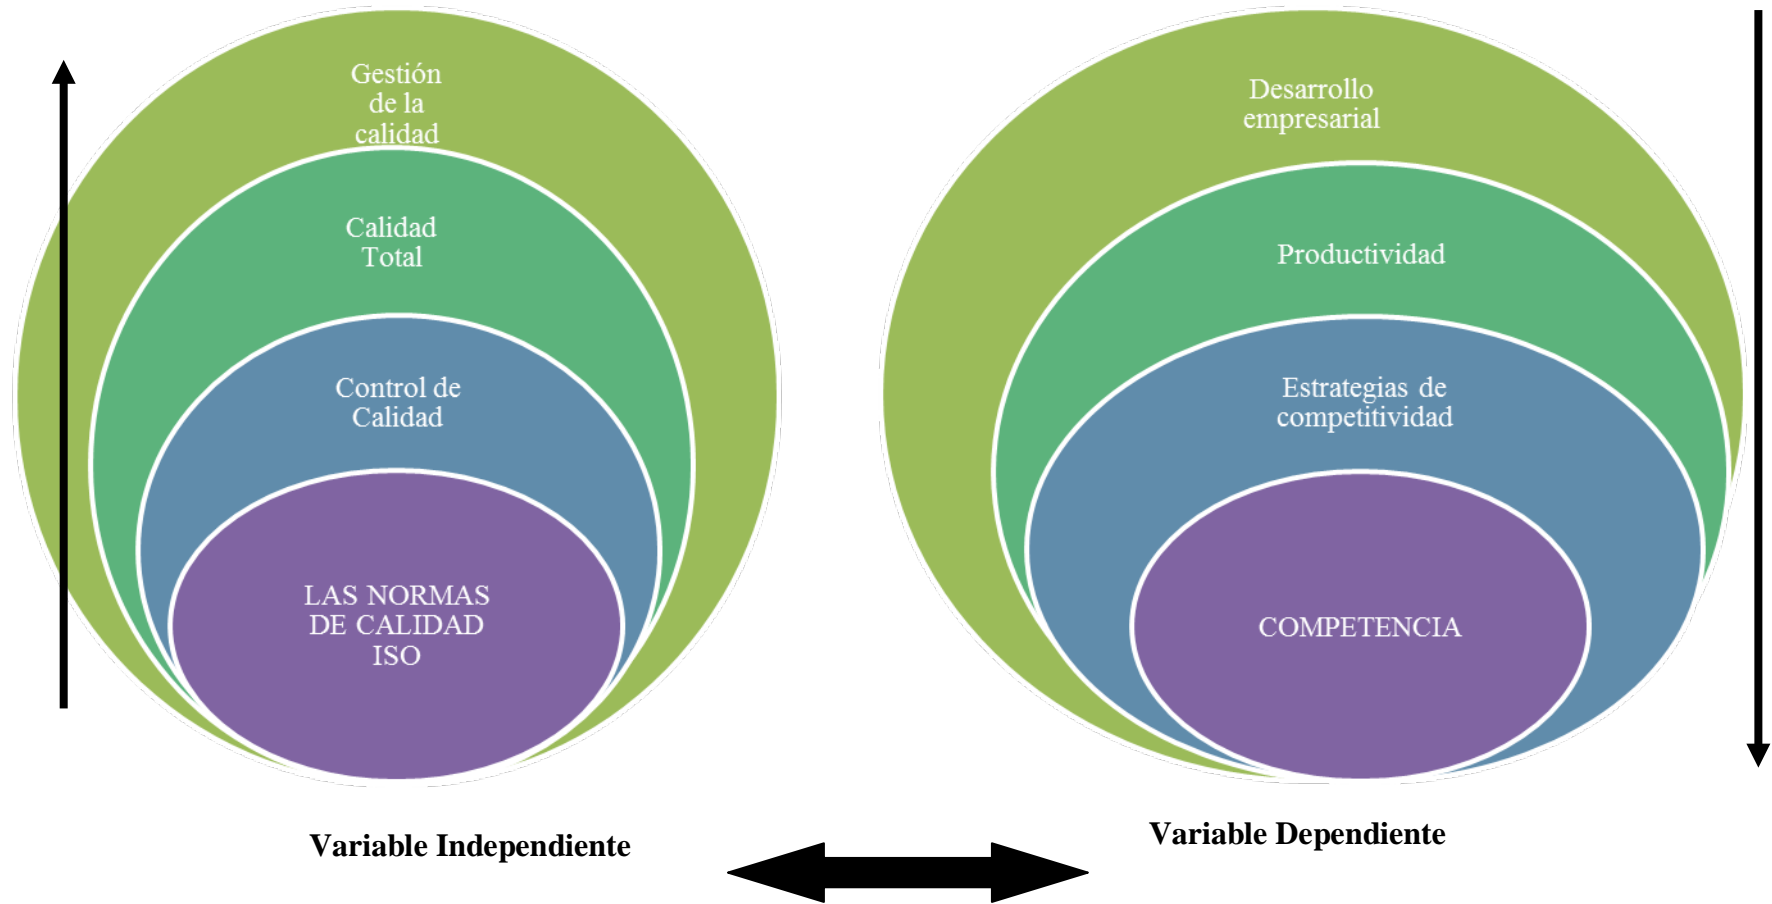 Gestión
de la
calidad
Calidad
Total
Control de
Calidad
LAS NORMAS
DE CALIDAD
ISO
Variable Independiente
Desarrollo
empresarial
Productividad
Estrategias de
competitividad
COMPETENCIA
Variable Dependiente